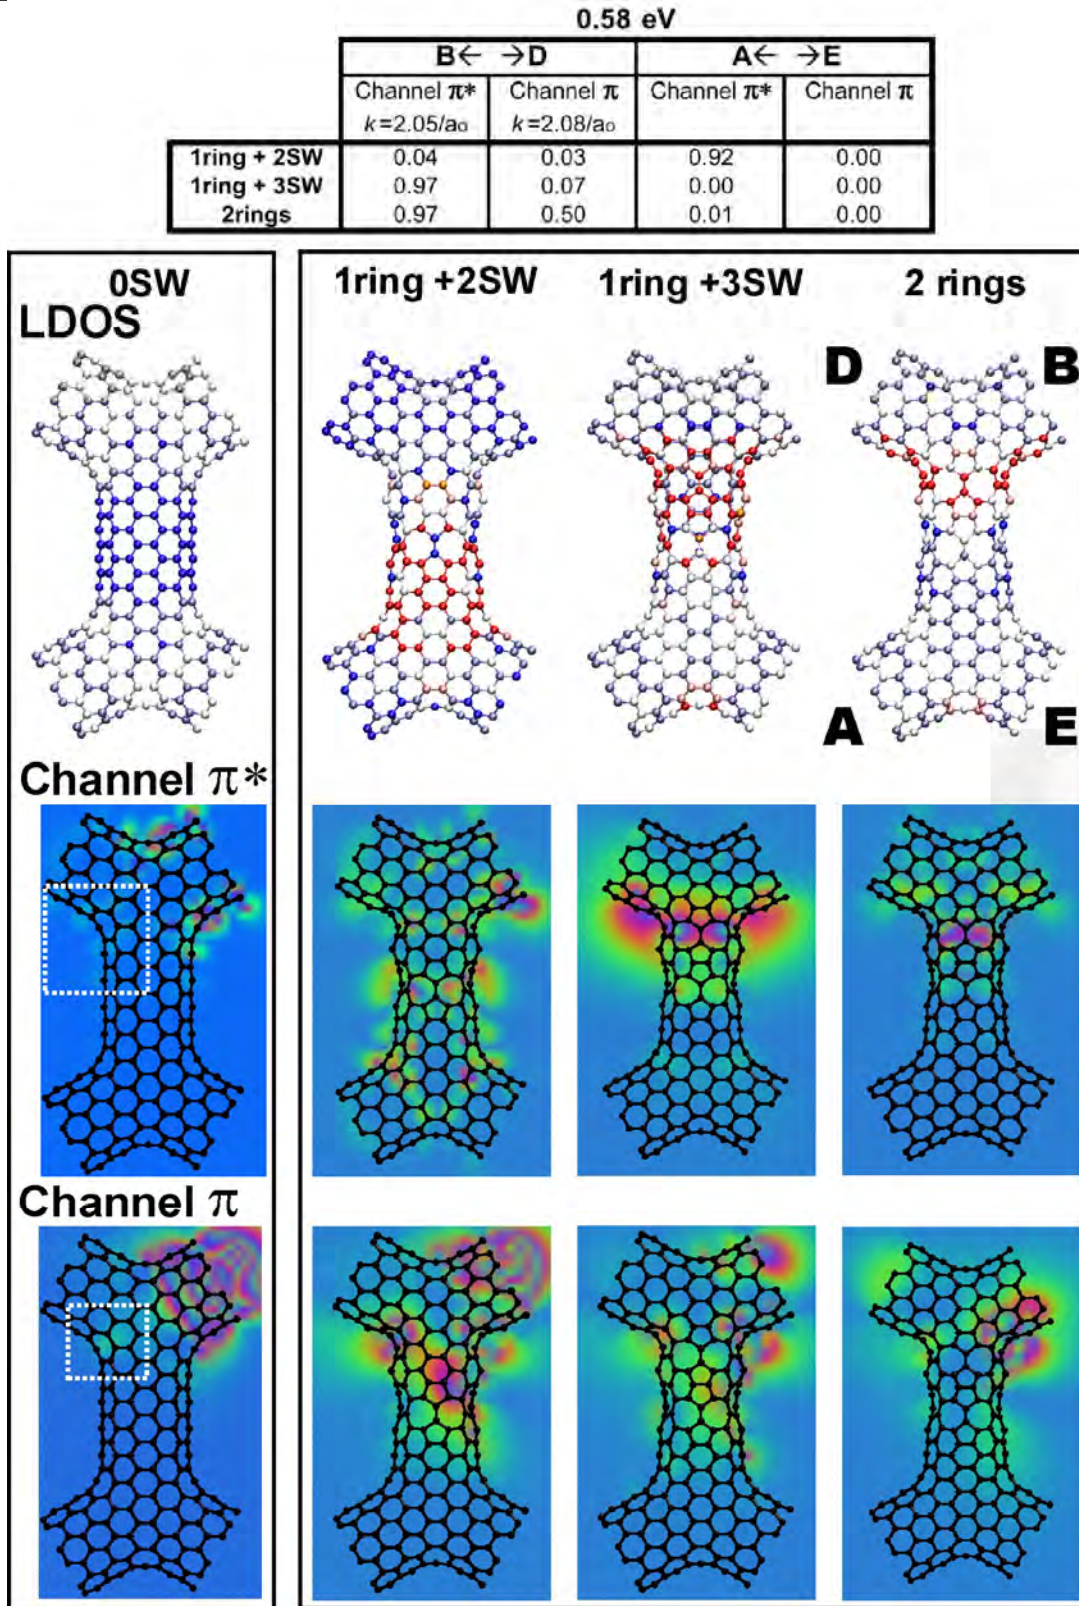 0.58 eV
B← →D A← →E
Channel π* Channel π Channel π* Channel π
k=2.05/a₀ k=2.08/a₀
1ring + 2SW 0.04 0.03 0.92 0.00
1ring + 3SW 0.97 0.07 0.00 0.00
2rings 0.97 0.50 0.01 0.00
0SW 1ring +2SW 1ring +3SW 2 rings
LDOS
D B
A E
Channel π*
Channel π